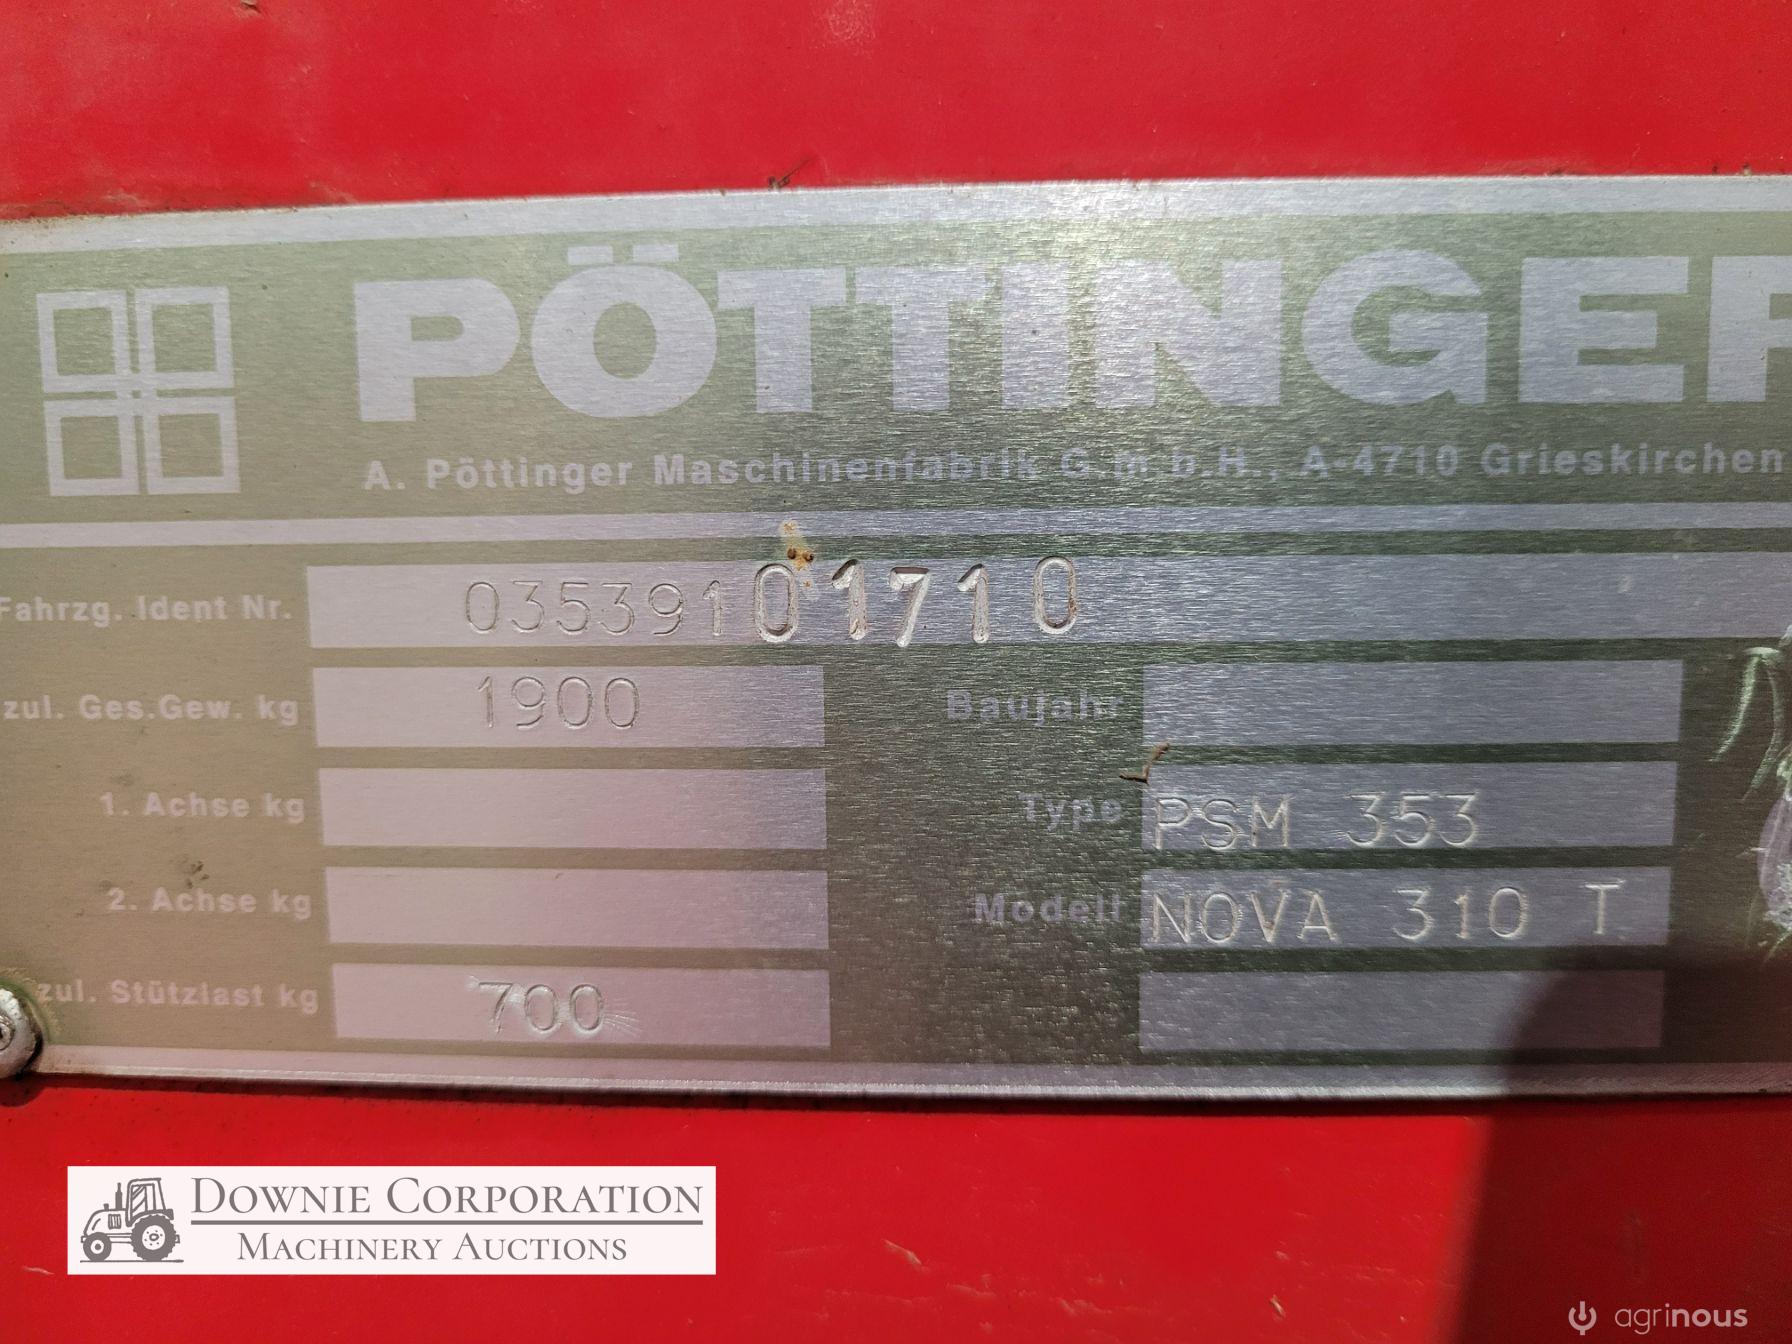 PÖTTINGER
A. Pöttinger Maschinenfabrik G.m.b.H., A-4710 Grieskirchen
Fahrzg. Ident Nr. 03539101710
zul. Ges.Gew. kg 1900 Baujahr
1. Achse kg Type PSM 353
2. Achse kg Modell NOVA 310 T
zul. Stützlast kg 700
DOWNIE CORPORATION
MACHINERY AUCTIONS
agrinous